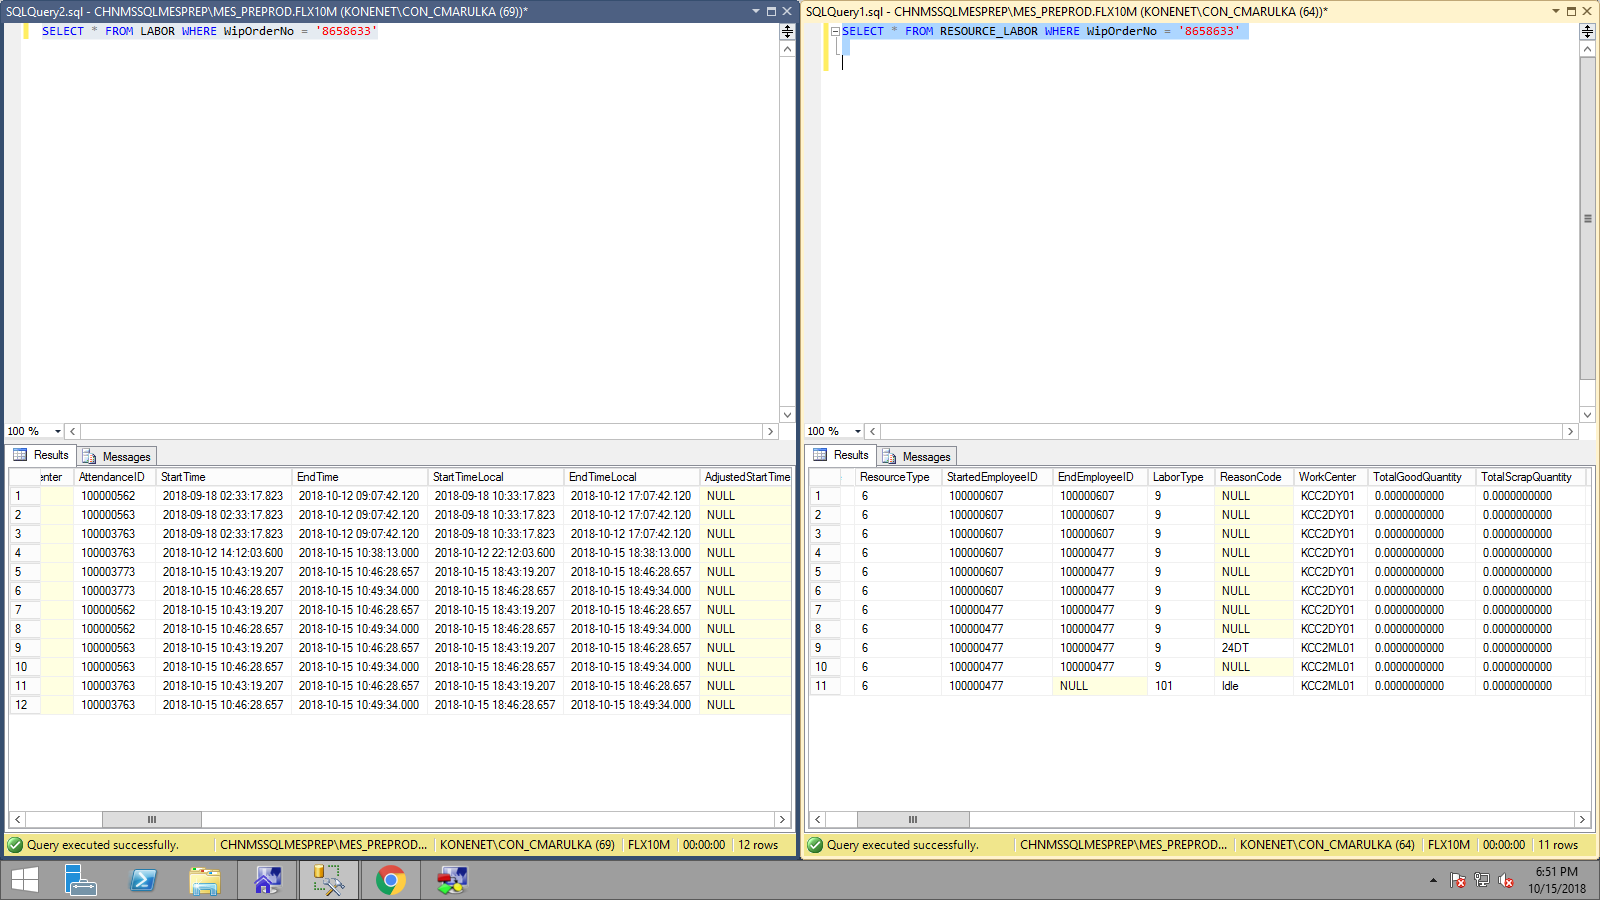 SQLQuery2.sql - CHNMSSQLMESPREP\MES_PREPROD.FLX10M (KONENET\CON_CMARULKA (69))*
SELECT * FROM LABOR WHERE WipOrderNo = '8658633'
100 %
Results Messages
enter AttendanceID StartTime EndTime StartTimeLocal EndTimeLocal AdjustedStartTime
1 100000562 2018-09-18 02:33:17.823 2018-10-12 09:07:42.120 2018-09-18 10:33:17.823 2018-10-12 17:07:42.120 NULL
2 100000563 2018-09-18 02:33:17.823 2018-10-12 09:07:42.120 2018-09-18 10:33:17.823 2018-10-12 17:07:42.120 NULL
3 100003763 2018-09-18 02:33:17.823 2018-10-12 09:07:42.120 2018-09-18 10:33:17.823 2018-10-12 17:07:42.120 NULL
4 100003763 2018-10-12 14:12:03.600 2018-10-15 10:38:13.000 2018-10-12 22:12:03.600 2018-10-15 18:38:13.000 NULL
5 100003773 2018-10-15 10:43:19.207 2018-10-15 10:46:28.657 2018-10-15 18:43:19.207 2018-10-15 18:46:28.657 NULL
6 100003773 2018-10-15 10:46:28.657 2018-10-15 10:49:34.000 2018-10-15 18:46:28.657 2018-10-15 18:49:34.000 NULL
7 100000562 2018-10-15 10:43:19.207 2018-10-15 10:46:28.657 2018-10-15 18:43:19.207 2018-10-15 18:46:28.657 NULL
8 100000562 2018-10-15 10:46:28.657 2018-10-15 10:49:34.000 2018-10-15 18:46:28.657 2018-10-15 18:49:34.000 NULL
9 100000563 2018-10-15 10:43:19.207 2018-10-15 10:46:28.657 2018-10-15 18:43:19.207 2018-10-15 18:46:28.657 NULL
10 100000563 2018-10-15 10:46:28.657 2018-10-15 10:49:34.000 2018-10-15 18:46:28.657 2018-10-15 18:49:34.000 NULL
11 100003763 2018-10-15 10:43:19.207 2018-10-15 10:46:28.657 2018-10-15 18:43:19.207 2018-10-15 18:46:28.657 NULL
12 100003763 2018-10-15 10:46:28.657 2018-10-15 10:49:34.000 2018-10-15 18:46:28.657 2018-10-15 18:49:34.000 NULL
Query executed successfully. CHNMSSQLMESPREP\MES_PREPROD... KONENET\CON_CMARULKA (69) FLX10M 00:00:00 12 rows
SQLQuery1.sql - CHNMSSQLMESPREP\MES_PREPROD.FLX10M (KONENET\CON_CMARULKA (64))*
SELECT * FROM RESOURCE_LABOR WHERE WipOrderNo = '8658633'
100 %
Results Messages
ResourceType StartedEmployeeID EndEmployeeID LaborType ReasonCode WorkCenter TotalGoodQuantity TotalScrapQuantity
1 6 100000607 100000607 9 NULL KCC2DY01 0.0000000000 0.0000000000
2 6 100000607 100000607 9 NULL KCC2DY01 0.0000000000 0.0000000000
3 6 100000607 100000607 9 NULL KCC2DY01 0.0000000000 0.0000000000
4 6 100000607 100000477 9 NULL KCC2DY01 0.0000000000 0.0000000000
5 6 100000607 100000477 9 NULL KCC2DY01 0.0000000000 0.0000000000
6 6 100000607 100000477 9 NULL KCC2DY01 0.0000000000 0.0000000000
7 6 100000477 100000477 9 NULL KCC2DY01 0.0000000000 0.0000000000
8 6 100000477 100000477 9 NULL KCC2DY01 0.0000000000 0.0000000000
9 6 100000477 100000477 9 24DT KCC2ML01 0.0000000000 0.0000000000
10 6 100000477 100000477 9 NULL KCC2ML01 0.0000000000 0.0000000000
11 6 100000477 NULL 101 Idle KCC2ML01 0.0000000000 0.0000000000
Query executed successfully. CHNMSSQLMESPREP\MES_PREPROD... KONENET\CON_CMARULKA (64) FLX10M 00:00:00 11 rows
6:51 PM
10/15/2018